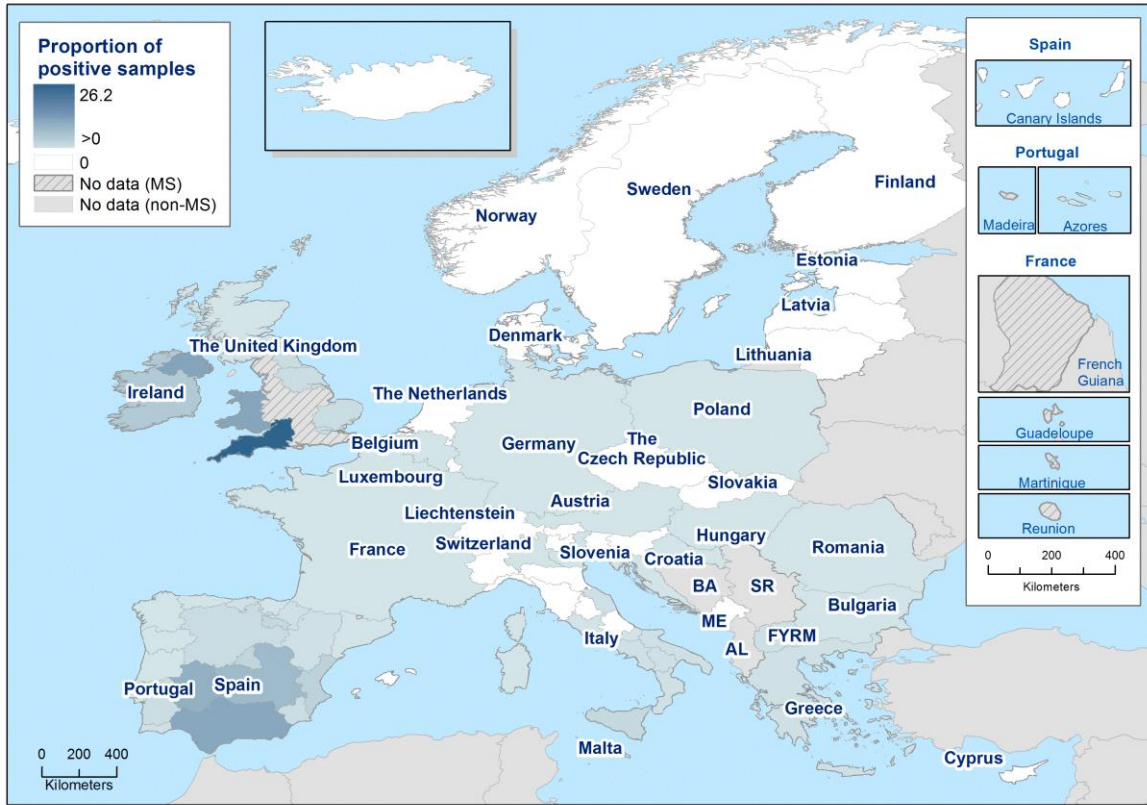 Proportion of
positive samples
26.2
>0
0
No data (MS)
No data (non-MS)
Norway
Sweden
Finland
Estonia
Latvia
Lithuania
Denmark
The United Kingdom
Ireland
The Netherlands
Belgium
Luxembourg
Germany
Poland
The
Czech Republic
Slovakia
Austria
Liechtenstein
Switzerland
France
Slovenia
Hungary
Croatia
Romania
BA
SR
Bulgaria
ME
FYRM
AL
Italy
Portugal
Spain
Greece
Malta
Cyprus
0 200 400
Kilometers
Spain
Canary Islands
Portugal
Madeira
Azores
France
French
Guiana
Guadeloupe
Martinique
Reunion
0 200 400
Kilometers